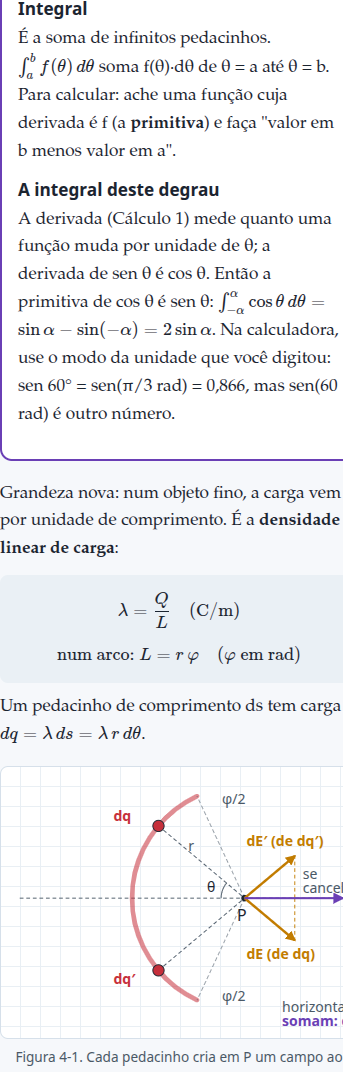 Integral
É a soma de infinitos pedacinhos.
∫_a^b f(θ) dθ soma f(θ)·dθ de θ = a até θ = b.
Para calcular: ache uma função cuja
derivada é f (a primitiva) e faça "valor em
b menos valor em a".
A integral deste degrau
A derivada (Cálculo 1) mede quanto uma
função muda por unidade de θ; a
derivada de sen θ é cos θ. Então a
primitiva de cos θ é sen θ: ∫_{-α}^{α} cos θ dθ =
sin α − sin(−α) = 2 sin α. Na calculadora,
use o modo da unidade que você digitou:
sen 60° = sen(π/3 rad) = 0,866, mas sen(60
rad) é outro número.
Grandeza nova: num objeto fino, a carga vem
por unidade de comprimento. É a densidade
linear de carga:
λ = Q/L (C/m)
num arco: L = r φ (φ em rad)
Um pedacinho de comprimento ds tem carga
dq = λ ds = λ r dθ.
φ/2
dq
dE′ (de dq′)
r
se
θ
P
dE (de dq)
dq′
φ/2
somam:
Figura 4-1. Cada pedacinho cria em P um campo ao